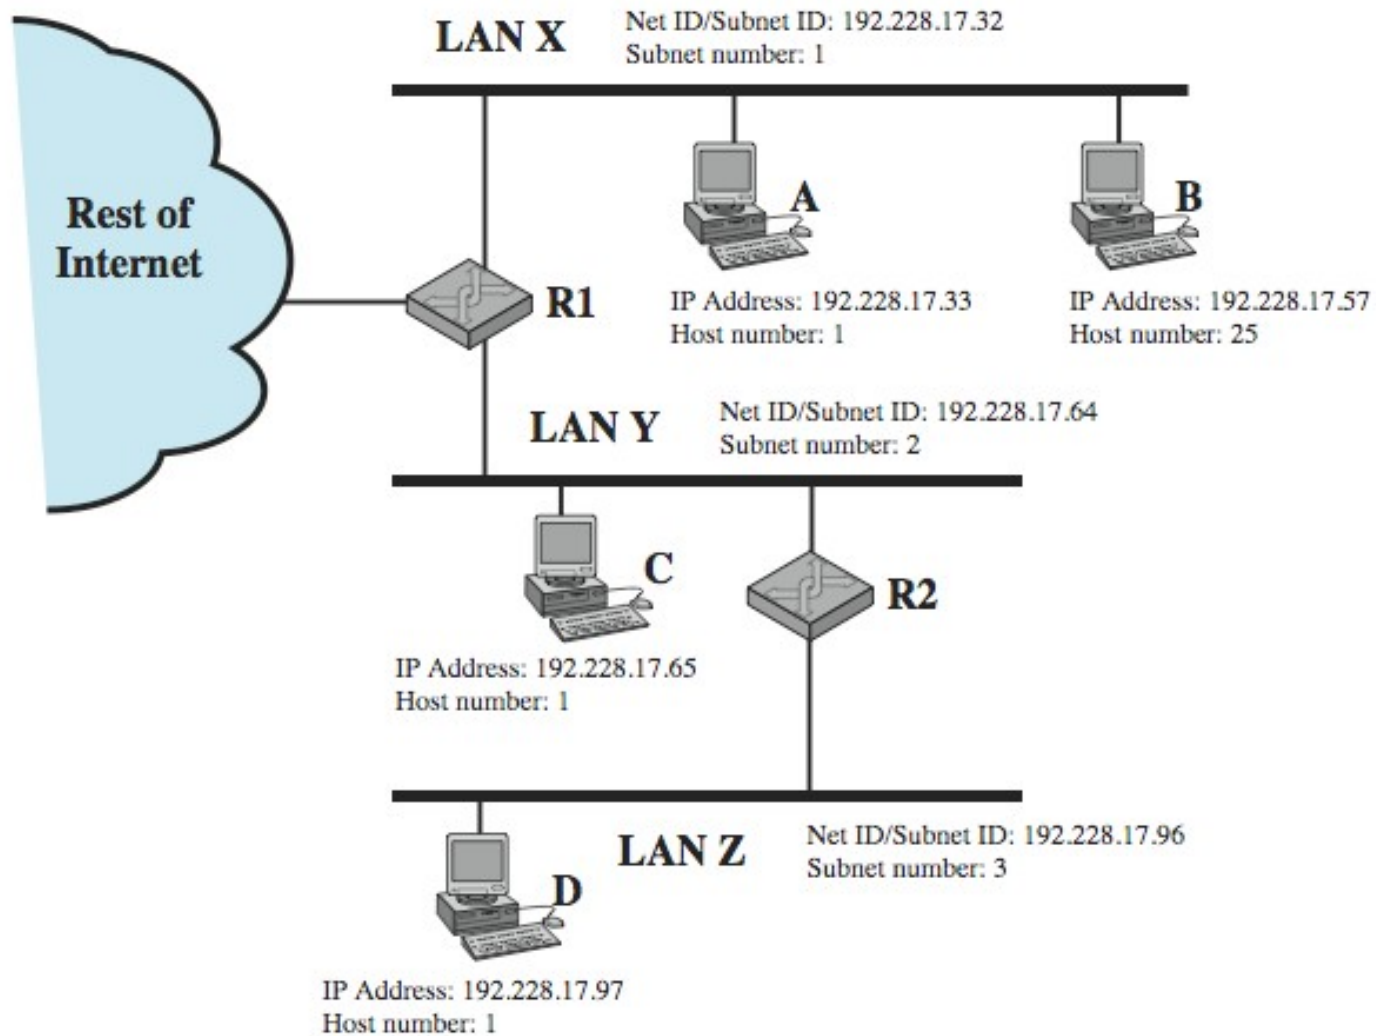 LAN X
Net ID/Subnet ID: 192.228.17.32
Subnet number: 1
Rest of
Internet
A
B
R1
IP Address: 192.228.17.33
Host number: 1
IP Address: 192.228.17.57
Host number: 25
LAN Y
Net ID/Subnet ID: 192.228.17.64
Subnet number: 2
C
R2
IP Address: 192.228.17.65
Host number: 1
LAN Z
Net ID/Subnet ID: 192.228.17.96
Subnet number: 3
D
IP Address: 192.228.17.97
Host number: 1